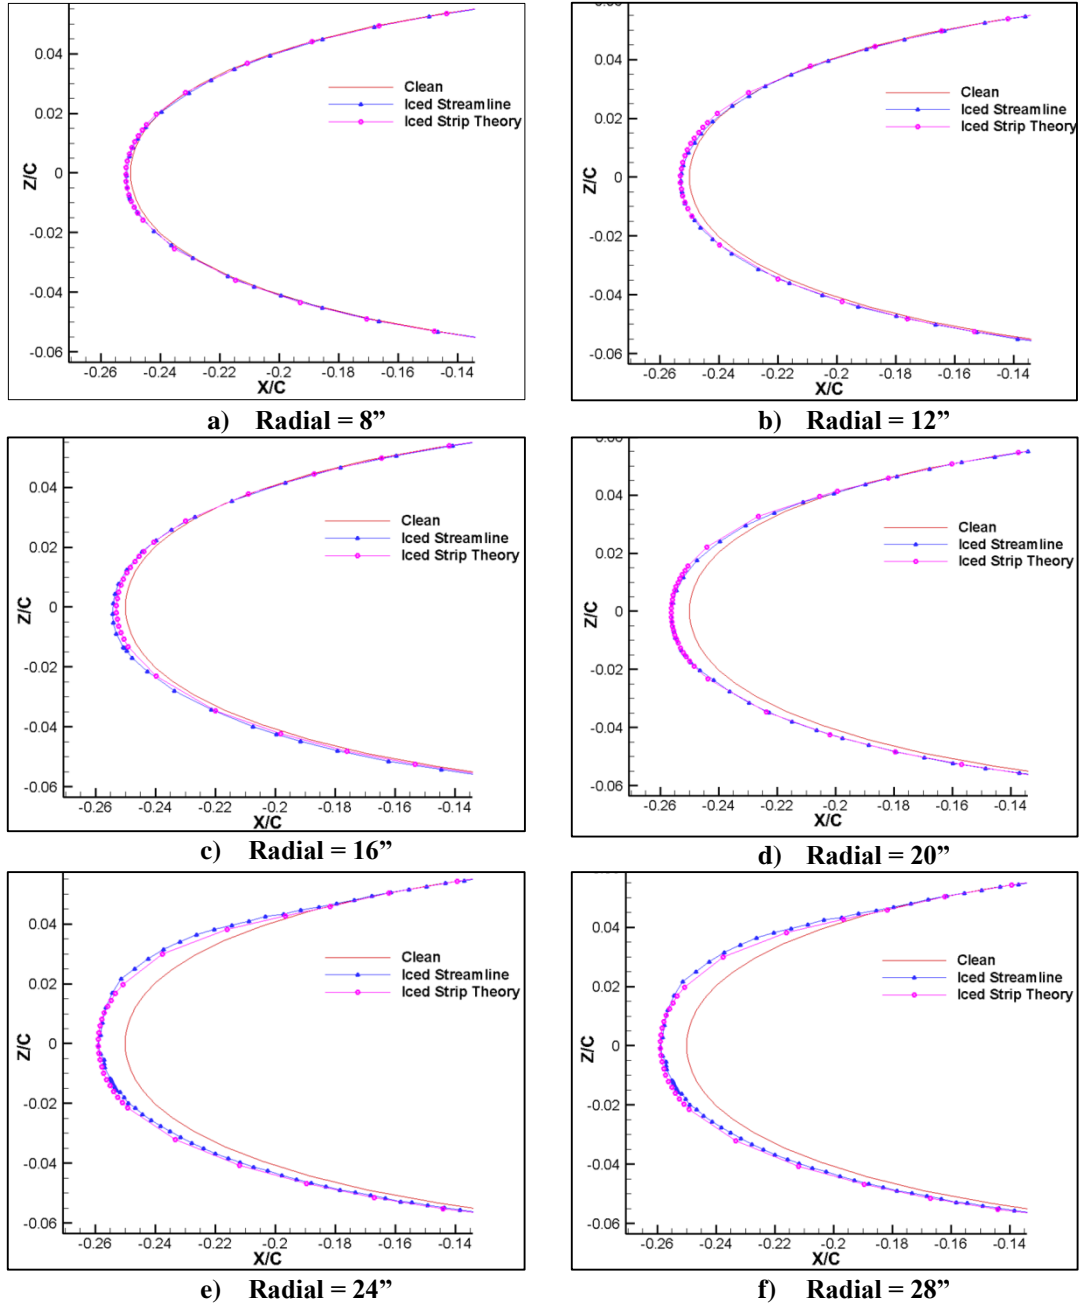 0.04
0.02
0
-0.02
-0.04
-0.06
Z/C
-0.26 -0.24 -0.22 -0.2 -0.18 -0.16 -0.14
X/C
Clean
Iced Streamline
Iced Strip Theory
a) Radial = 8”
0.06
0.04
0.02
0
-0.02
-0.04
-0.06
Z/C
-0.26 -0.24 -0.22 -0.2 -0.18 -0.16 -0.14
X/C
Clean
Iced Streamline
Iced Strip Theory
b) Radial = 12”
0.04
0.02
0
-0.02
-0.04
-0.06
Z/C
-0.26 -0.24 -0.22 -0.2 -0.18 -0.16 -0.14
X/C
Clean
Iced Streamline
Iced Strip Theory
c) Radial = 16”
0.06
0.04
0.02
0
-0.02
-0.04
-0.06
Z/C
-0.26 -0.24 -0.22 -0.2 -0.18 -0.16 -0.14
X/C
Clean
Iced Streamline
Iced Strip Theory
d) Radial = 20”
0.04
0.02
0
-0.02
-0.04
-0.06
Z/C
-0.26 -0.24 -0.22 -0.2 -0.18 -0.16 -0.14
X/C
Clean
Iced Streamline
Iced Strip Theory
e) Radial = 24”
0.06
0.04
0.02
0
-0.02
-0.04
-0.06
Z/C
-0.26 -0.24 -0.22 -0.2 -0.18 -0.16 -0.14
X/C
Clean
Iced Streamline
Iced Strip Theory
f) Radial = 28”